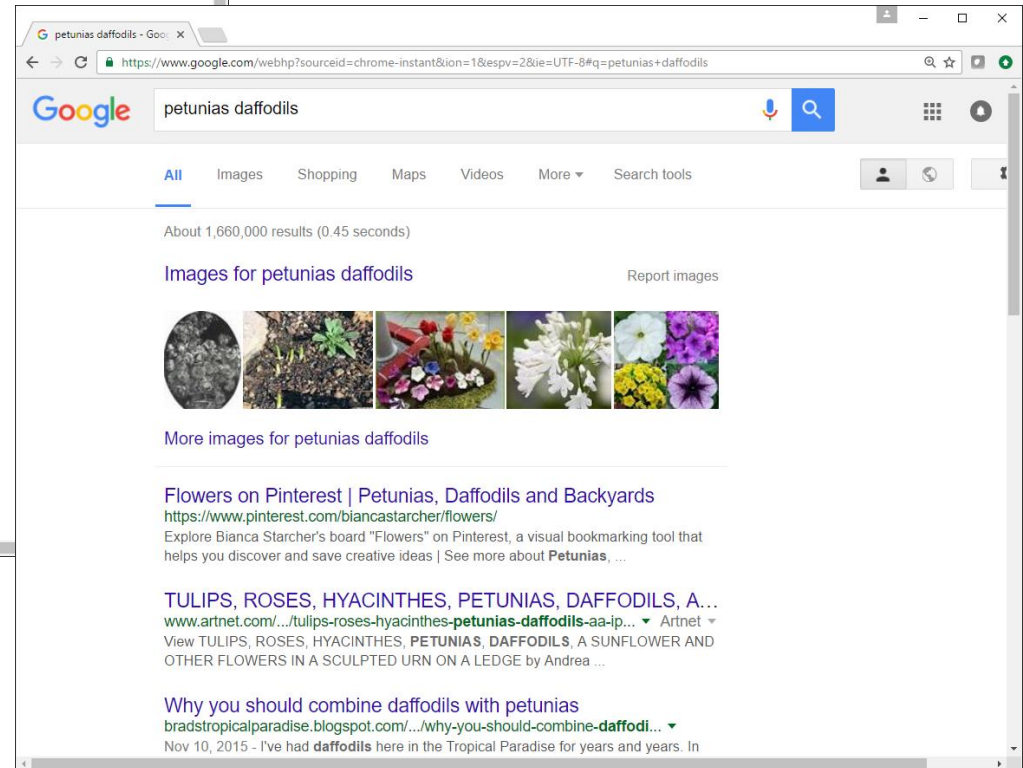 petunias daffodils - Goo
https://www.google.com/webhp?sourceid=chrome-instant&ion=1&espv=2&ie=UTF-8#q=petunias+daffodils
Google petunias daffodils
All Images Shopping Maps Videos More Search tools
About 1,660,000 results (0.45 seconds)
Images for petunias daffodils Report images
More images for petunias daffodils
Flowers on Pinterest | Petunias, Daffodils and Backyards
https://www.pinterest.com/biancastarcher/flowers/
Explore Bianca Starcher's board "Flowers" on Pinterest, a visual bookmarking tool that
helps you discover and save creative ideas | See more about Petunias, ...
TULIPS, ROSES, HYACINTHES, PETUNIAS, DAFFODILS, A...
www.artnet.com/.../tulips-roses-hyacinthes-petunias-daffodils-aa-ip... Artnet
View TULIPS, ROSES, HYACINTHES, PETUNIAS, DAFFODILS, A SUNFLOWER AND
OTHER FLOWERS IN A SCULPTED URN ON A LEDGE by Andrea ...
Why you should combine daffodils with petunias
bradstropicalparadise.blogspot.com/.../why-you-should-combine-daffodi...
Nov 10, 2015 - I've had daffodils here in the Tropical Paradise for years and years. In